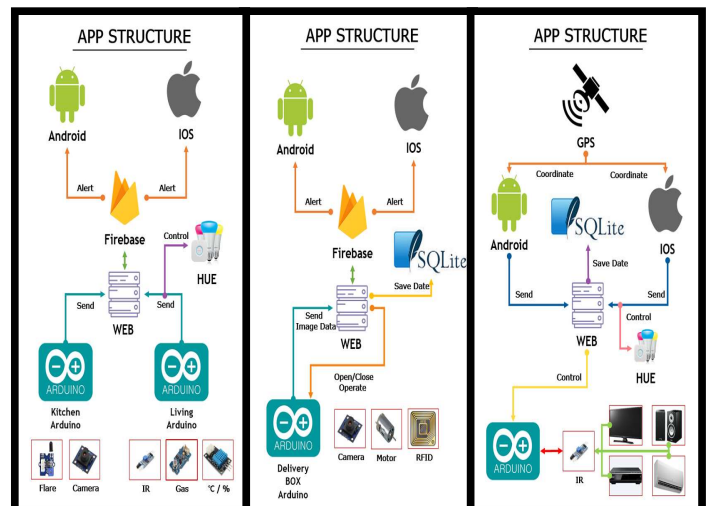 APP STRUCTURE
Android
IOS
Alert
Alert
Firebase
Control
HUE
Send
Send
WEB
ARDUINO
ARDUINO
Kitchen
Arduino
Living
Arduino
Flare
Camera
IR
Gas
℃ / %
APP STRUCTURE
Android
IOS
Alert
Alert
Firebase
SQLite
Save Date
Send
Image Data
WEB
Open/Close
Operate
ARDUINO
Delivery
BOX
Arduino
Camera
Motor
RFID
APP STRUCTURE
GPS
Coordinate
Coordinate
Android
SQLite
IOS
Save Date
Send
Send
WEB
Control
HUE
Control
ARDUINO
IR